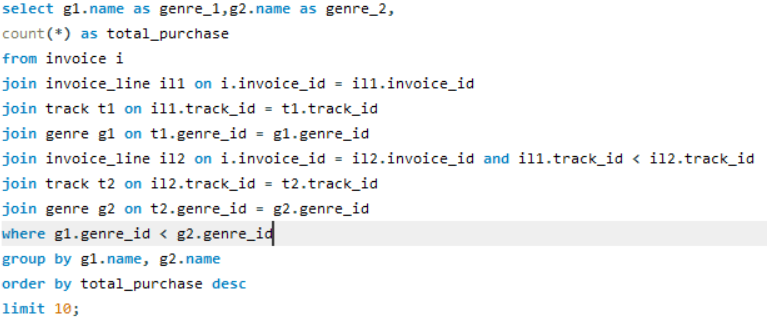 select g1.name as genre_1,g2.name as genre_2,
count(*) as total_purchase
from invoice i
join invoice_line il1 on i.invoice_id = il1.invoice_id
join track t1 on il1.track_id = t1.track_id
join genre g1 on t1.genre_id = g1.genre_id
join invoice_line il2 on i.invoice_id = il2.invoice_id and il1.track_id < il2.track_id
join track t2 on il2.track_id = t2.track_id
join genre g2 on t2.genre_id = g2.genre_id
where g1.genre_id < g2.genre_id
group by g1.name, g2.name
order by total_purchase desc
limit 10;